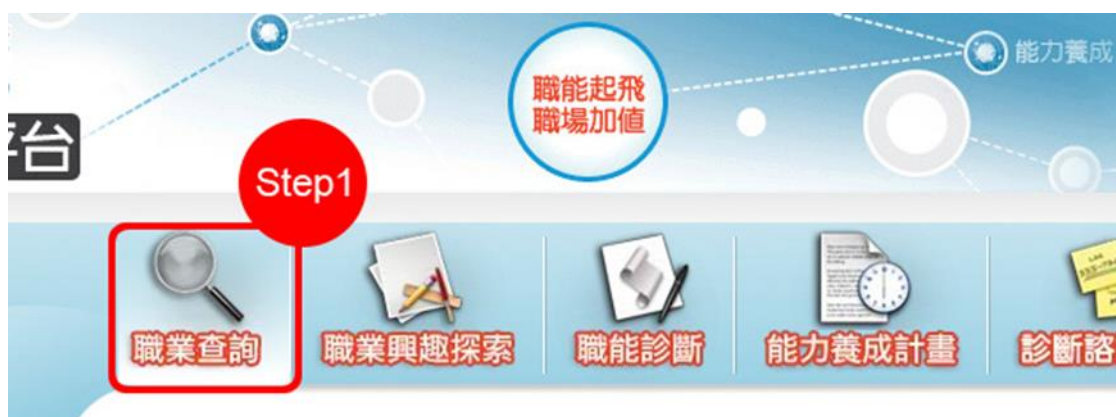 職能起飛
職場加值
能力養成
平台
Step1
職業查詢
職業興趣探索
職能診斷
能力養成計畫
診斷諮